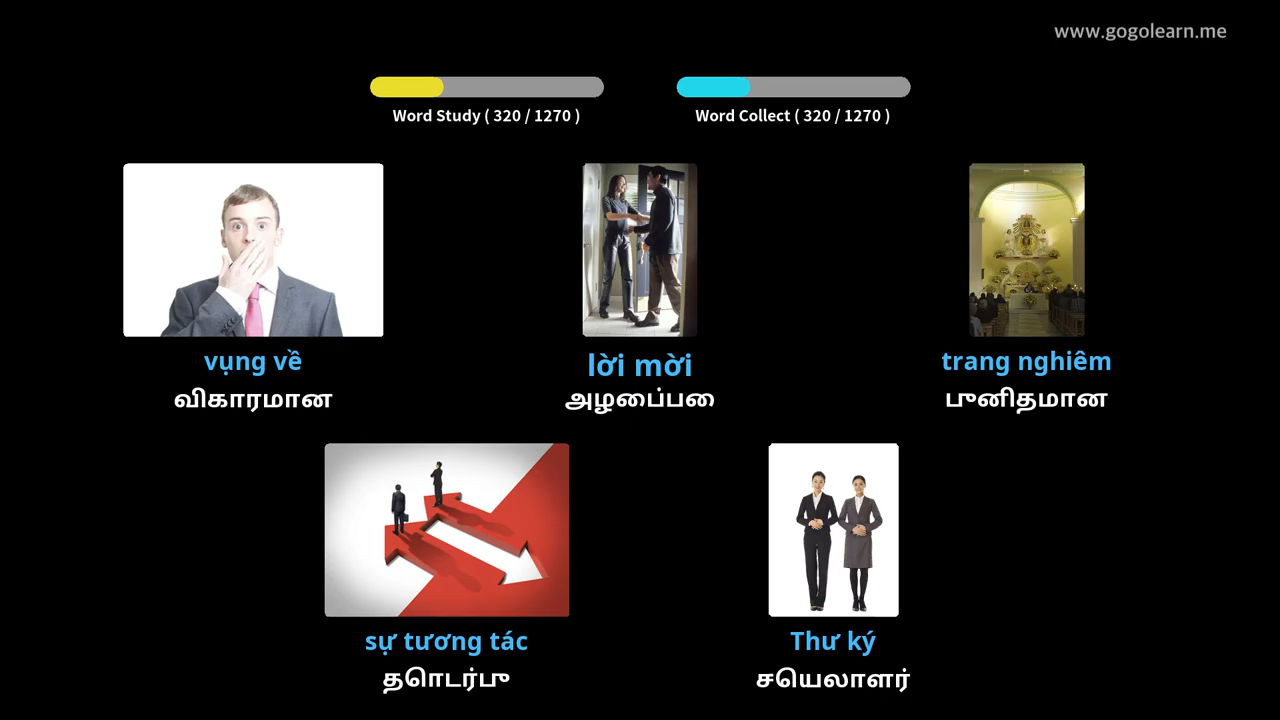 www.gogolearn.me
Word Study ( 320 / 1270 )
Word Collect ( 320 / 1270 )
vụng về
விகாரமான
lời mời
அழைப்பை
trang nghiêm
புனிதமான
sự tương tác
தொடர்பு
Thư ký
செயலாளர்